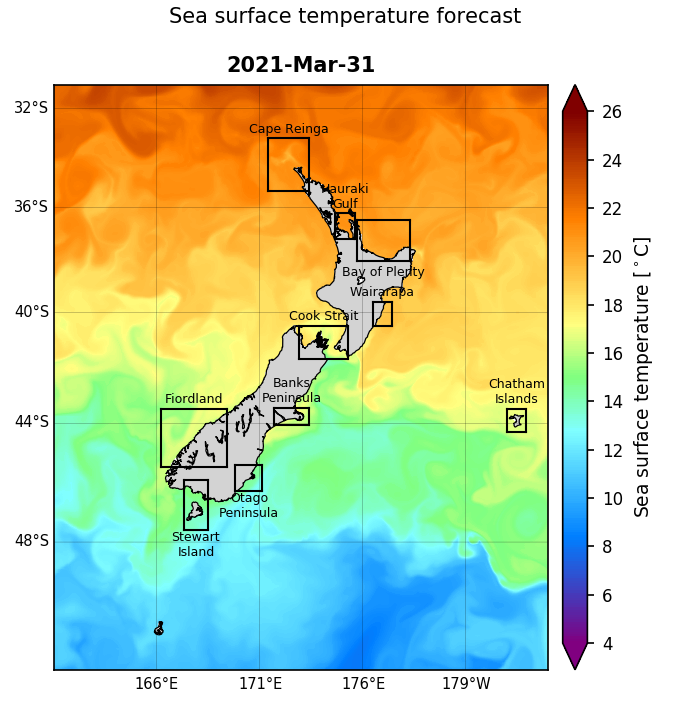 Sea surface temperature forecast
2021-Mar-31
32°S
36°S
40°S
44°S
48°S
166°E
171°E
176°E
179°W
Cape Reinga
Hauraki
Gulf
Bay of Plenty
Wairarapa
Cook Strait
Banks
Peninsula
Fiordland
Chatham
Islands
Otago
Peninsula
Stewart
Island
26
24
22
20
18
16
14
12
10
8
6
4
Sea surface temperature [°C]